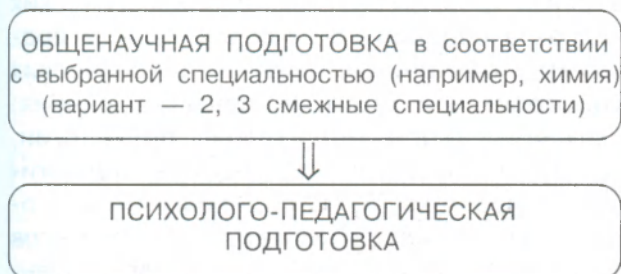 ОБЩЕНАУЧНАЯ ПОДГОТОВКА в соответствии
с выбранной специальностью (например, химия)
(вариант — 2, 3 смежные специальности)
ПСИХОЛОГО-ПЕДАГОГИЧЕСКАЯ
ПОДГОТОВКА